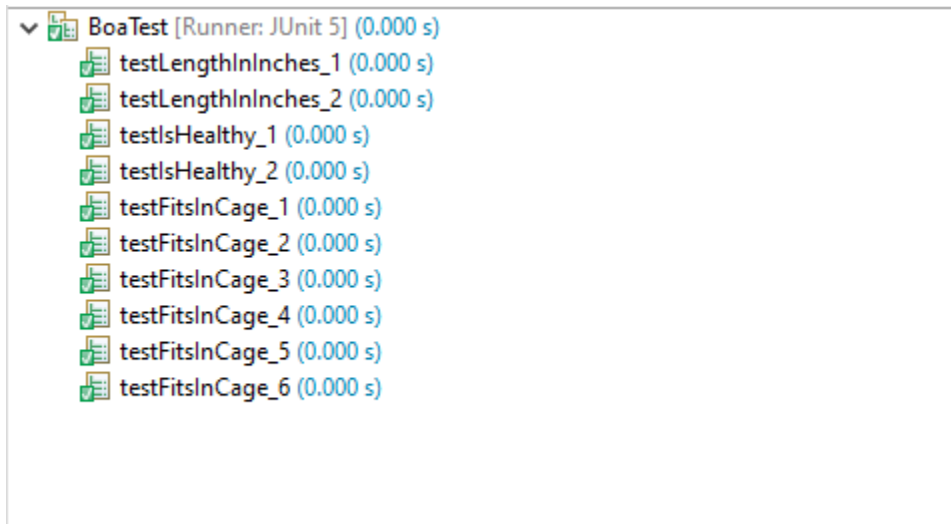 BoaTest [Runner: JUnit 5] (0.000 s)
testLengthInInches_1 (0.000 s)
testLengthInInches_2 (0.000 s)
testIsHealthy_1 (0.000 s)
testIsHealthy_2 (0.000 s)
testFitsInCage_1 (0.000 s)
testFitsInCage_2 (0.000 s)
testFitsInCage_3 (0.000 s)
testFitsInCage_4 (0.000 s)
testFitsInCage_5 (0.000 s)
testFitsInCage_6 (0.000 s)